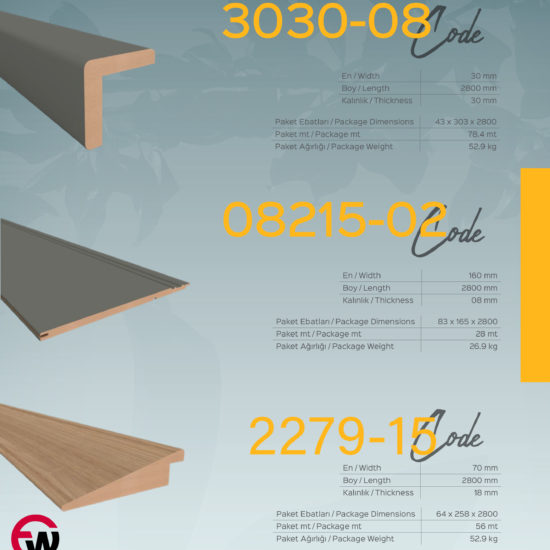 3030-08 Code
En / Width 30 mm
Boy / Length 2800 mm
Kalınlık / Thickness 30 mm
Paket Ebatları / Package Dimensions 43 x 303 x 2800
Paket mt / Package mt 78.4 mt
Paket Ağırlığı / Package Weight 52.9 kg
08215-02 Code
En / Width 160 mm
Boy / Length 2800 mm
Kalınlık / Thickness 08 mm
Paket Ebatları / Package Dimensions 83 x 165 x 2800
Paket mt / Package mt 28 mt
Paket Ağırlığı / Package Weight 26.9 kg
2279-15 Code
En / Width 70 mm
Boy / Length 2800 mm
Kalınlık / Thickness 18 mm
Paket Ebatları / Package Dimensions 64 x 258 x 2800
Paket mt / Package mt 56 mt
Paket Ağırlığı / Package Weight 52.9 kg
W